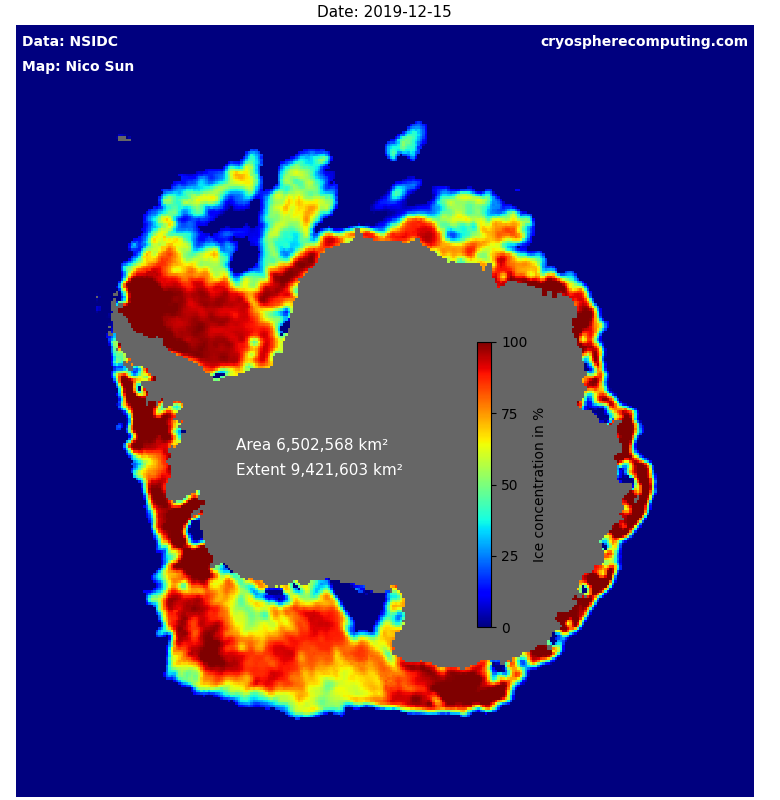 Date: 2019-12-15
Data: NSIDC
cryospherecomputing.com
Map: Nico Sun
100
75
50
25
0
Ice concentration in %
Area 6,502,568 km²
Extent 9,421,603 km²